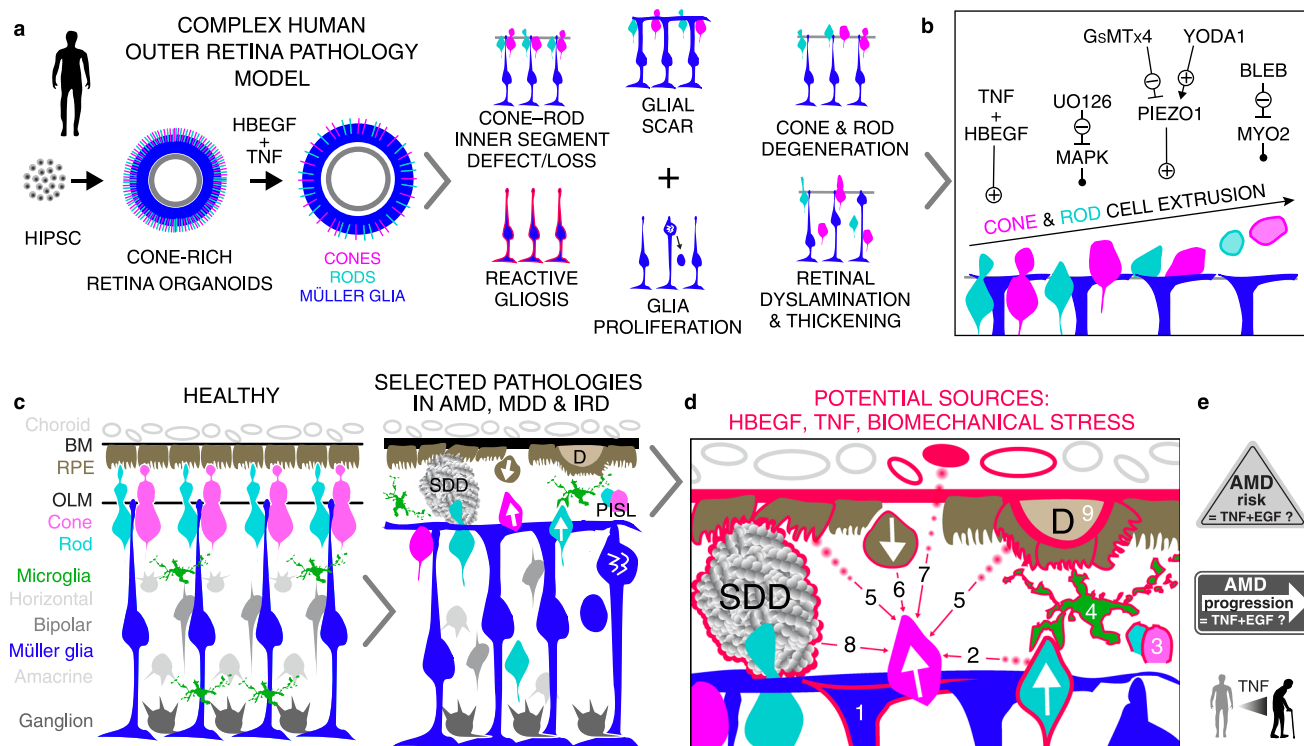 a
COMPLEX HUMAN
OUTER RETINA PATHOLOGY
MODEL
HBEGF
+
TNF
HIPSC
CONE-RICH
RETINA ORGANOIDS
CONES
RODS
MÜLLER GLIA
CONE–ROD
INNER SEGMENT
DEFECT/LOSS
GLIAL
SCAR
CONE & ROD
DEGENERATION
+
REACTIVE
GLIOSIS
GLIA
PROLIFERATION
RETINAL
DYSLAMINATION
& THICKENING
b
GsMTx4
YODA1
TNF
+
HBEGF
UO126
MAPK
PIEZO1
BLEB
MYO2
CONE & ROD CELL EXTRUSION
c
HEALTHY
SELECTED PATHOLOGIES
IN AMD, MDD & IRD
Choroid
BM
RPE
OLM
Cone
Rod
Microglia
Horizontal
Bipolar
Müller glia
Amacrine
Ganglion
SDD
D
PISL
d
POTENTIAL SOURCES:
HBEGF, TNF, BIOMECHANICAL STRESS
D
9
SDD
5
6
7
5
4
3
8
2
1
e
AMD
risk
= TNF+EGF ?
AMD
progression
= TNF+EGF ?
TNF